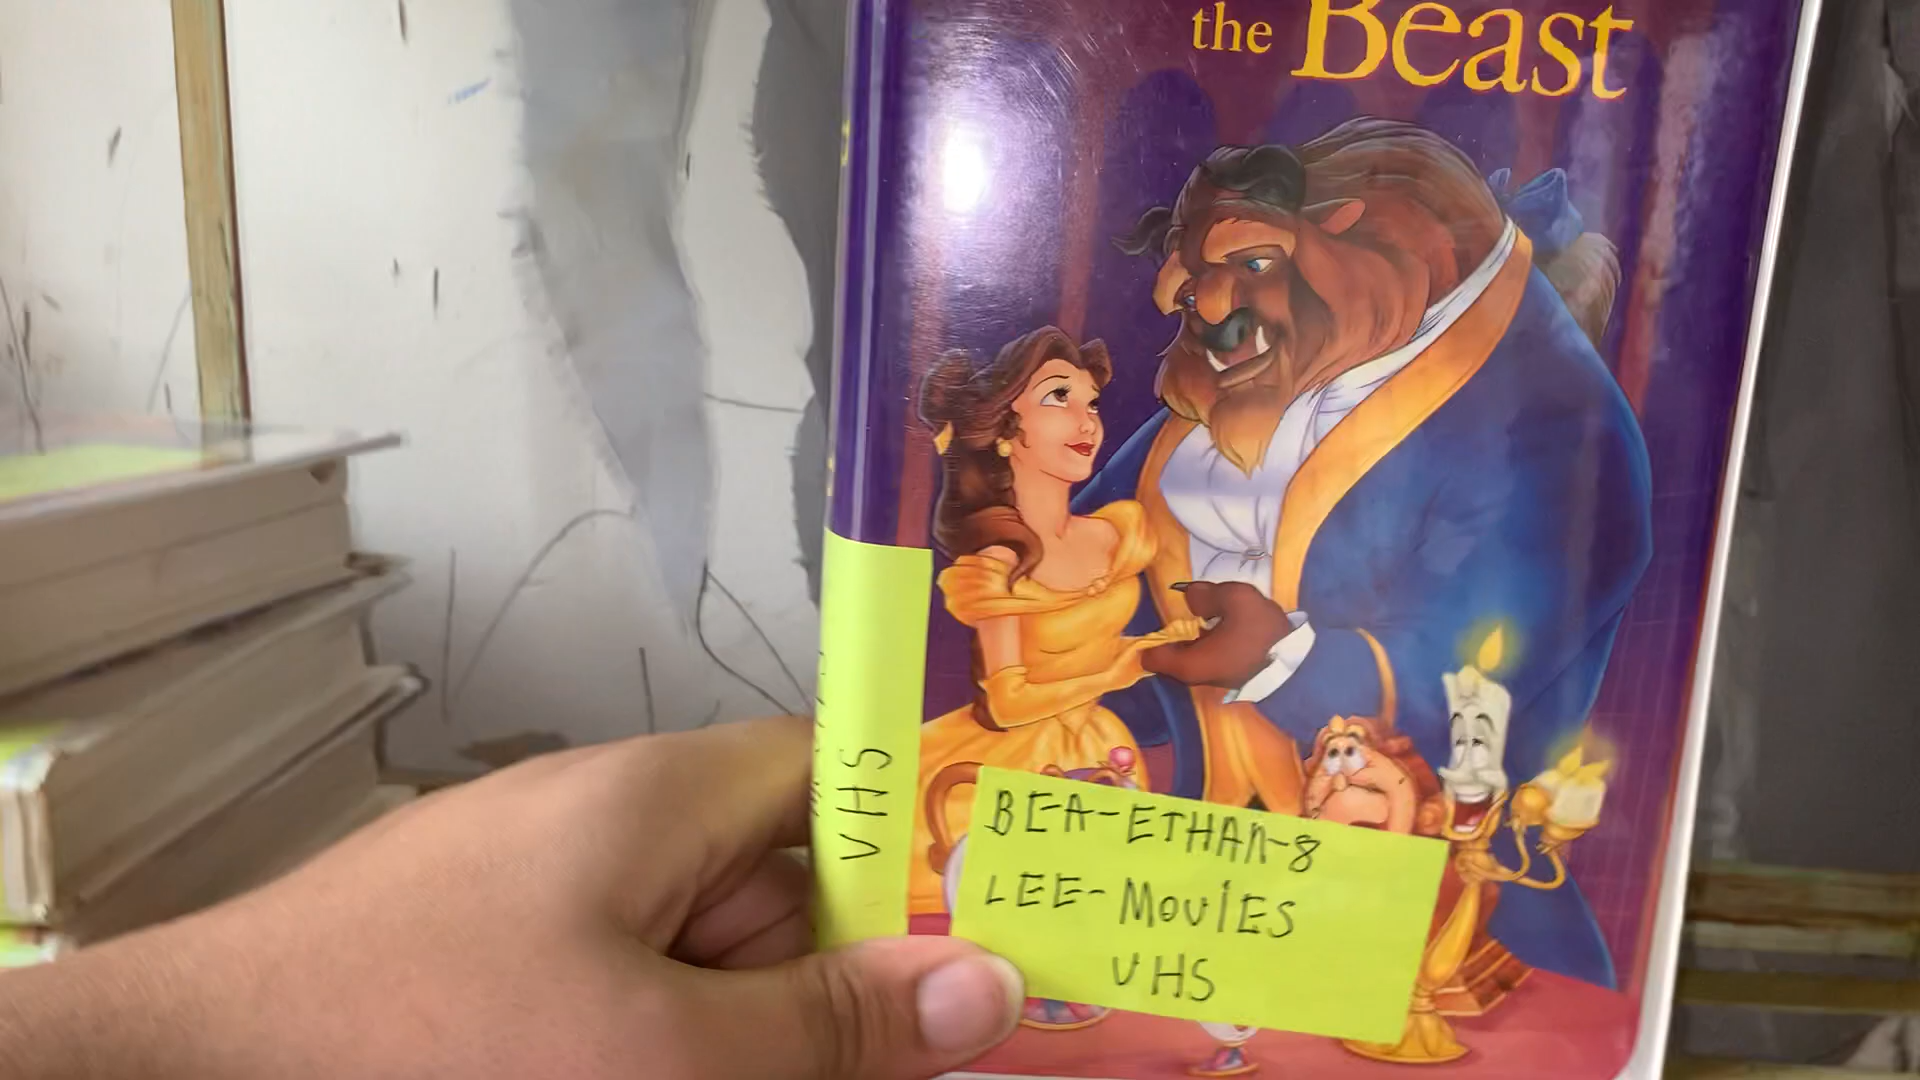 the Beast
BEA-ETHAN-8
LEE-MOVIES
VHS
VHS